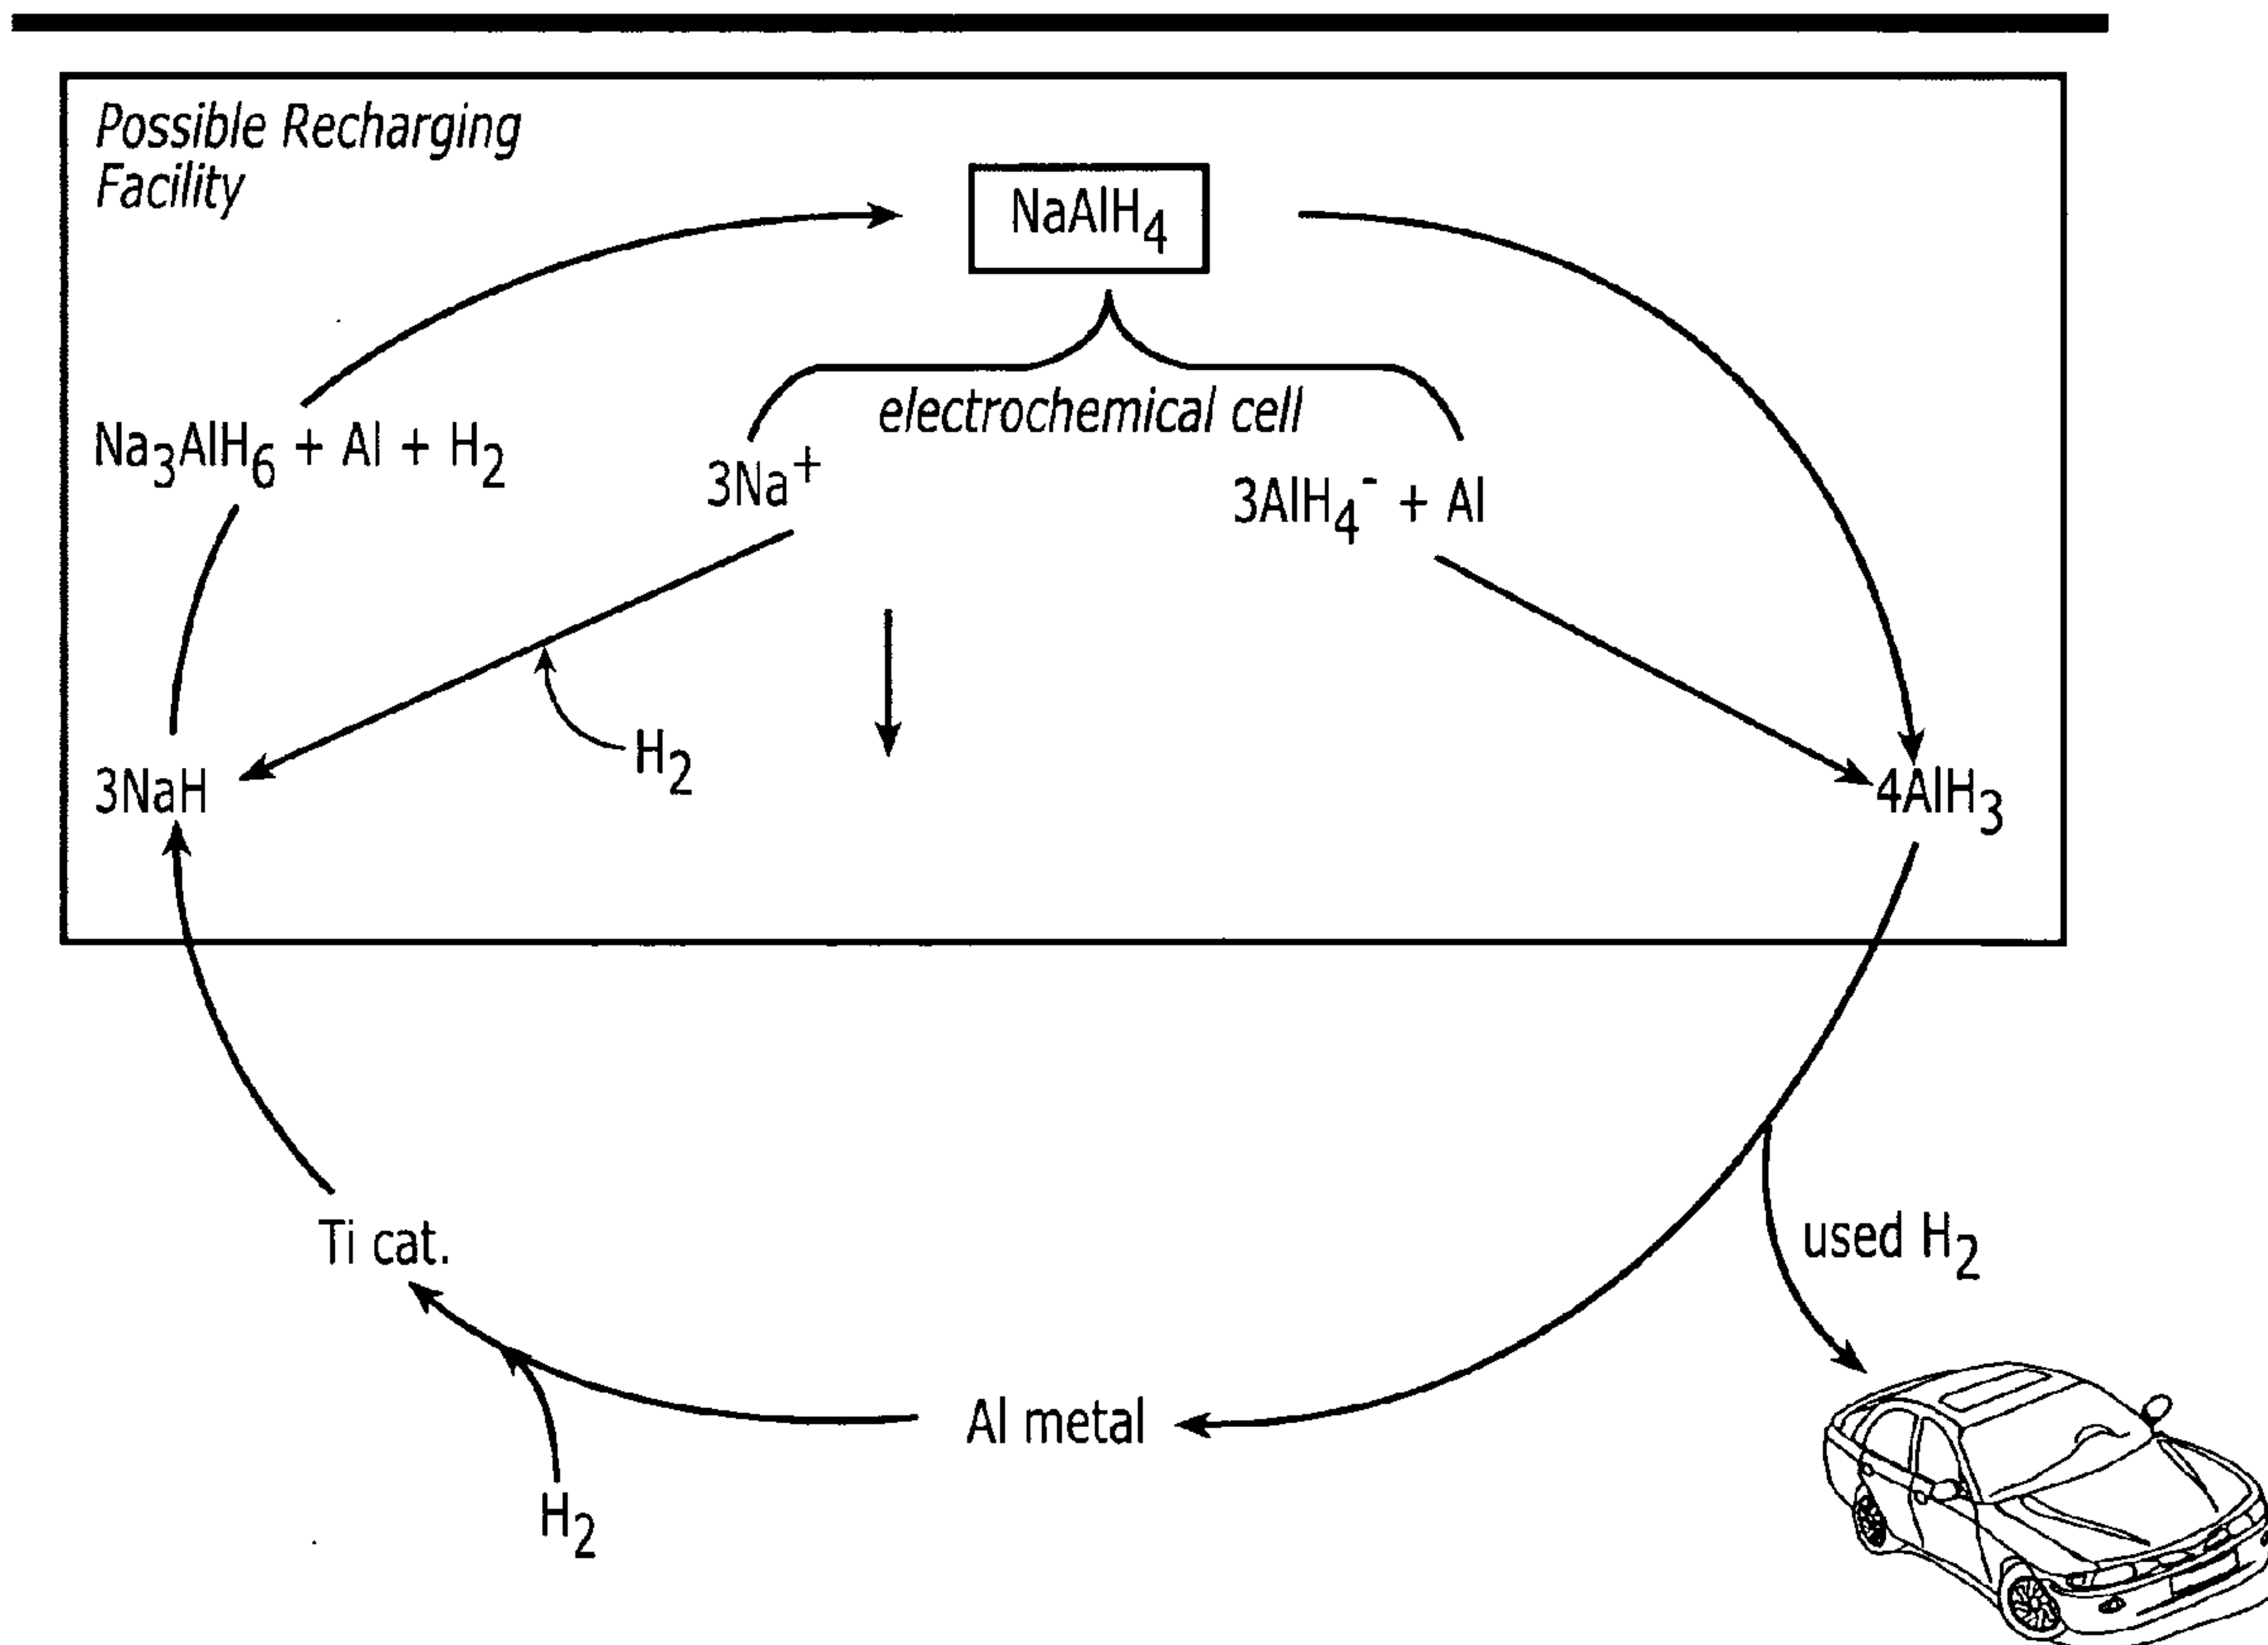 Possible Recharging
Facility
NaAlH₄
electrochemical cell
Na₃AlH₆ + Al + H₂
3Na⁺
3AlH₄⁻ + Al
H₂
3NaH
4AlH₃
Ti cat.
used H₂
Al metal
H₂